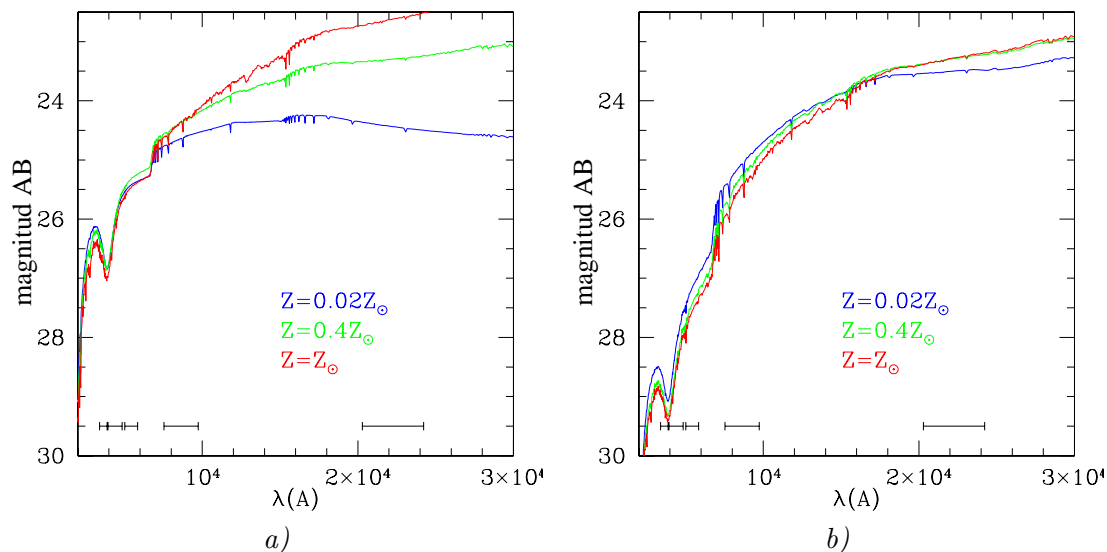 magnitud AB
24
26
28
30
Z=0.02Z⊙
Z=0.4Z⊙
Z=Z⊙
10⁴
2×10⁴
3×10⁴
λ(A)
a)
magnitud AB
24
26
28
30
Z=0.02Z⊙
Z=0.4Z⊙
Z=Z⊙
10⁴
2×10⁴
3×10⁴
λ(A)
b)